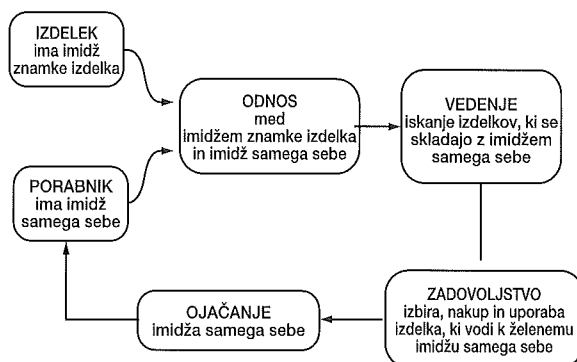 IZDELEK
ima imidž
znamke izdelka
ODNOS
med
imidžem znamke izdelka
in imidž samega sebe
VEDENJE
iskanje izdelkov, ki se
skladajo z imidžem
samega sebe
PORABNIK
ima imidž
samega sebe
OJAČANJE
imidža samega sebe
ZADOVOLJSTVO
izbira, nakup in uporaba
izdelka, ki vodi k želenemu
imidžu samega sebe